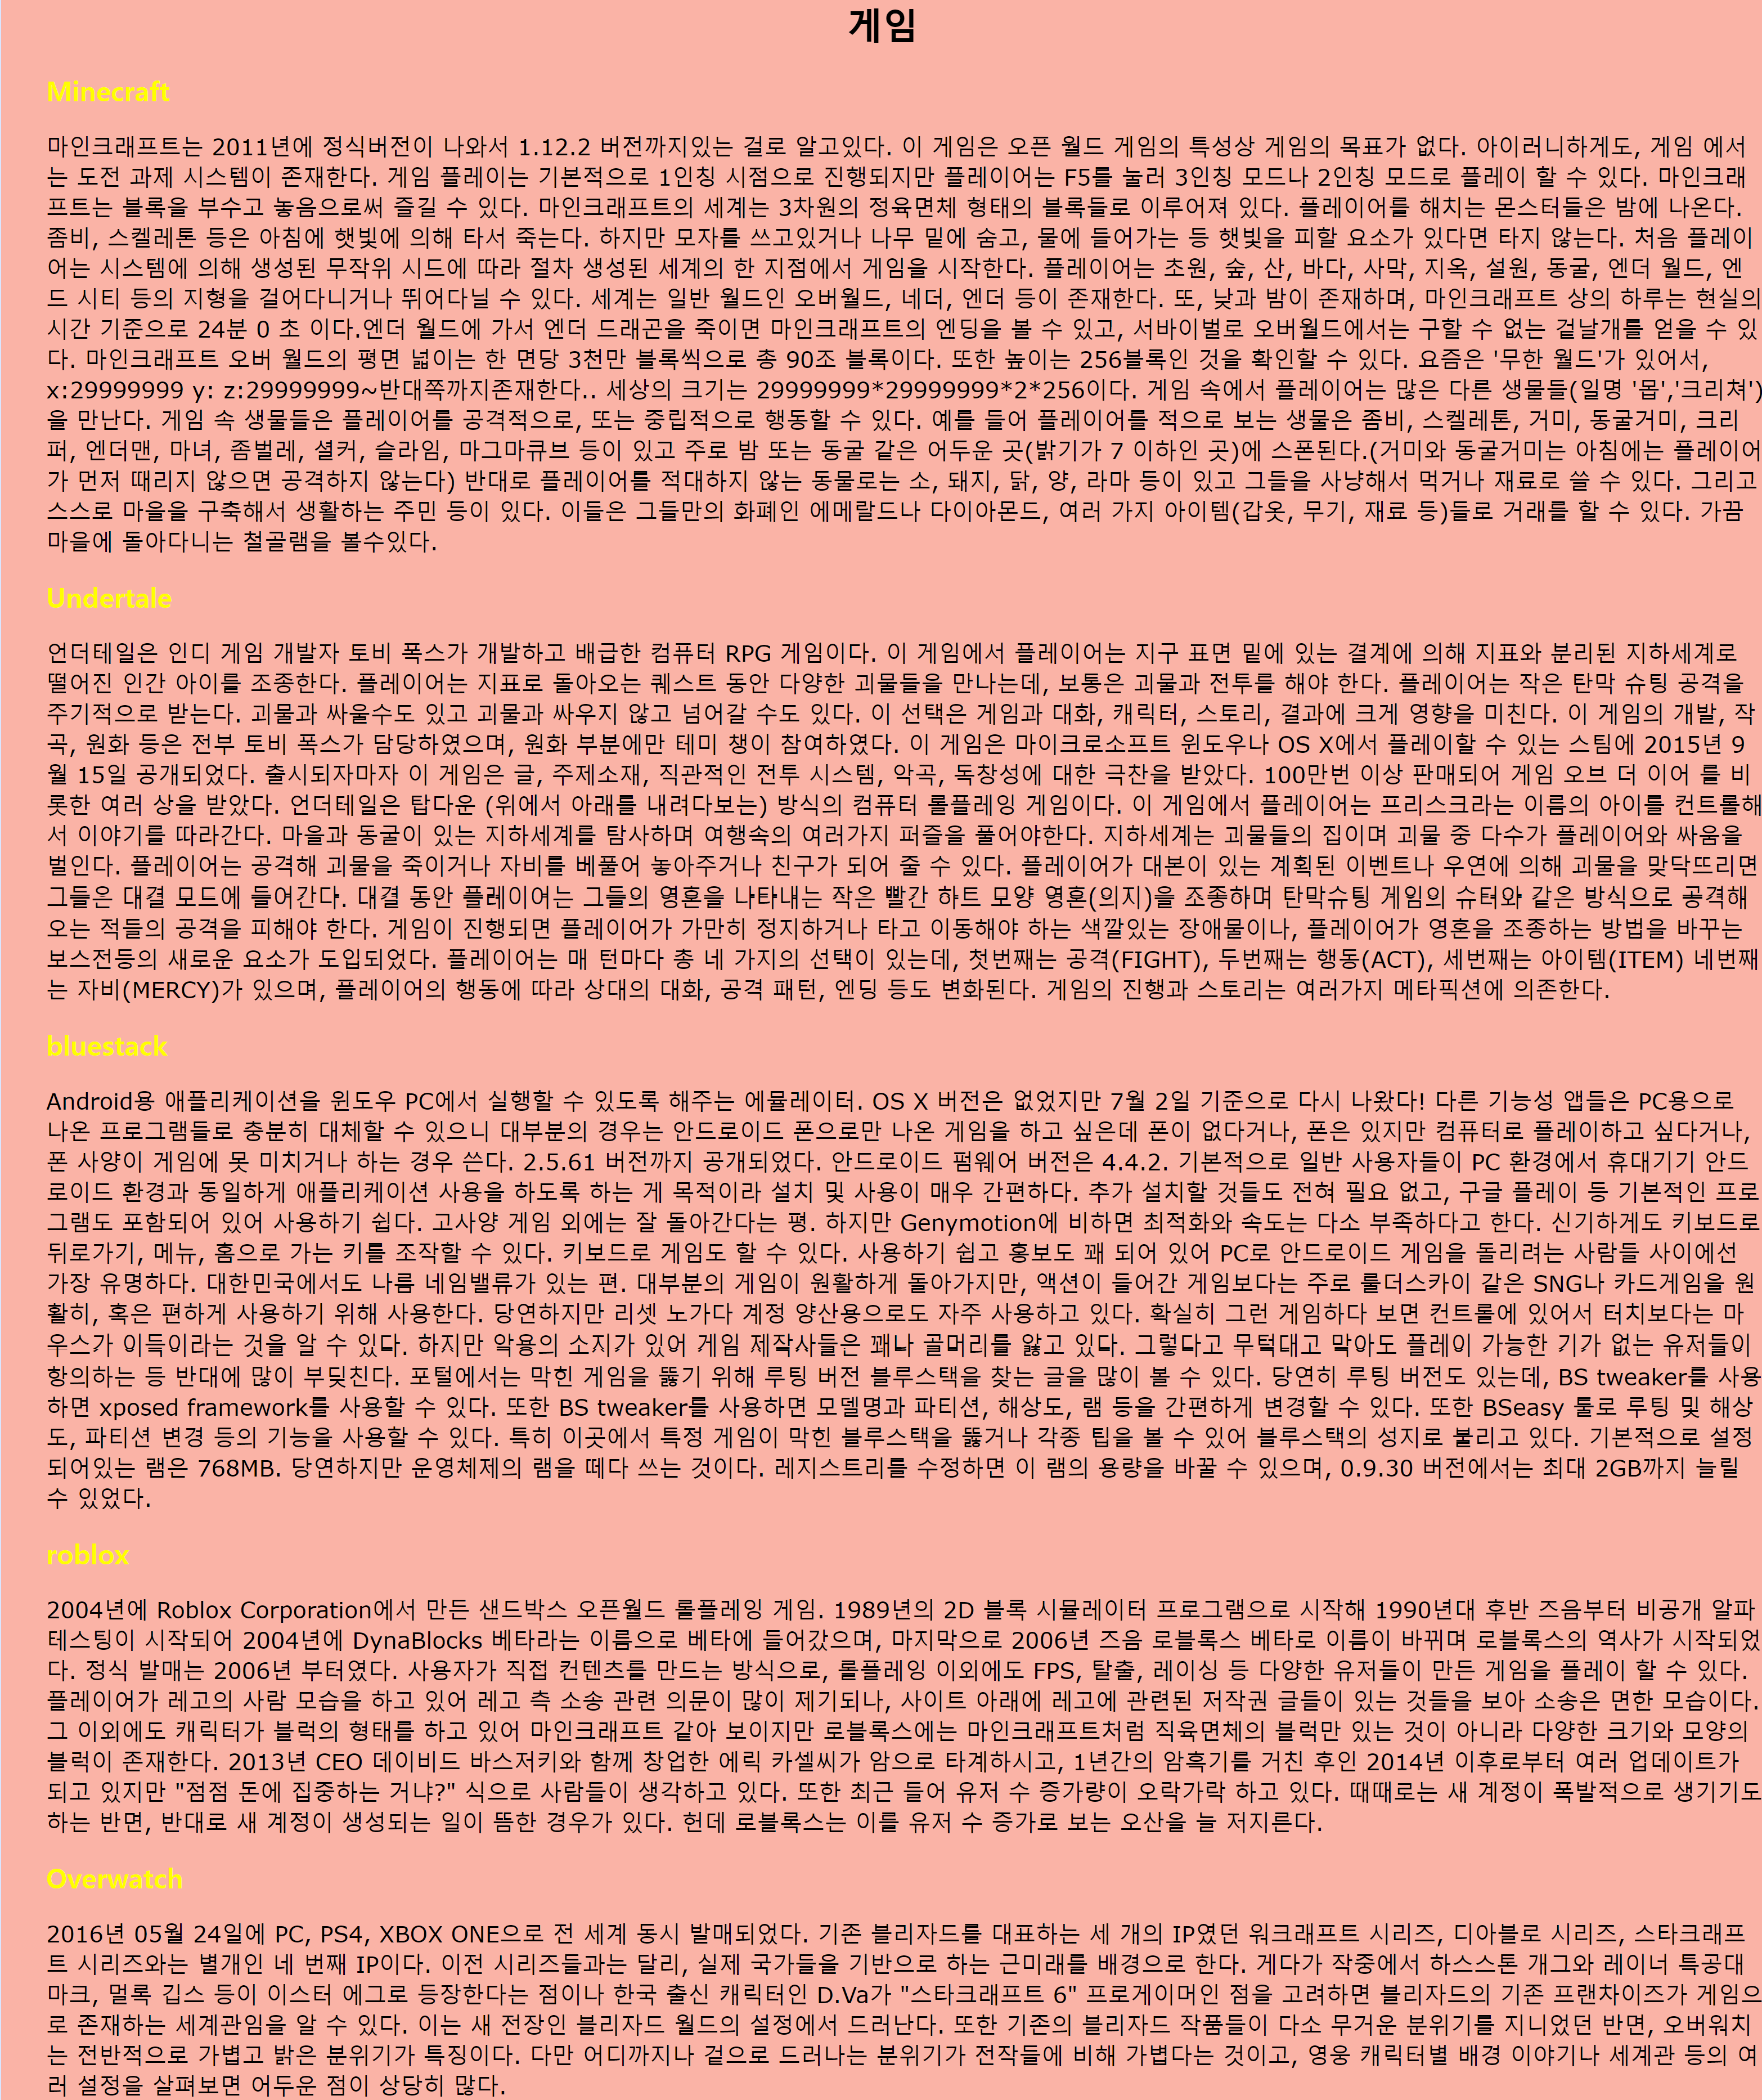 게임
Minecraft
마인크래프트는 2011년에 정식버전이 나와서 1.12.2 버전까지있는 걸로 알고있다. 이 게임은 오픈 월드 게임의 특성상 게임의 목표가 없다. 아이러니하게도, 게임 에서
는 도전 과제 시스템이 존재한다. 게임 플레이는 기본적으로 1인칭 시점으로 진행되지만 플레이어는 F5를 눌러 3인칭 모드나 2인칭 모드로 플레이 할 수 있다. 마인크래
프트는 블록을 부수고 놓음으로써 즐길 수 있다. 마인크래프트의 세계는 3차원의 정육면체 형태의 블록들로 이루어져 있다. 플레이어를 해치는 몬스터들은 밤에 나온다.
좀비, 스켈레톤 등은 아침에 햇빛에 의해 타서 죽는다. 하지만 모자를 쓰고있거나 나무 밑에 숨고, 물에 들어가는 등 햇빛을 피할 요소가 있다면 타지 않는다. 처음 플레이
어는 시스템에 의해 생성된 무작위 시드에 따라 절차 생성된 세계의 한 지점에서 게임을 시작한다. 플레이어는 초원, 숲, 산, 바다, 사막, 지옥, 설원, 동굴, 엔더 월드, 엔
드 시티 등의 지형을 걸어다니거나 뛰어다닐 수 있다. 세계는 일반 월드인 오버월드, 네더, 엔더 등이 존재한다. 또, 낮과 밤이 존재하며, 마인크래프트 상의 하루는 현실의
시간 기준으로 24분 0 초 이다.엔더 월드에 가서 엔더 드래곤을 죽이면 마인크래프트의 엔딩을 볼 수 있고, 서바이벌로 오버월드에서는 구할 수 없는 겉날개를 얻을 수 있
다. 마인크래프트 오버 월드의 평면 넓이는 한 면당 3천만 블록씩으로 총 90조 블록이다. 또한 높이는 256블록인 것을 확인할 수 있다. 요즘은 '무한 월드'가 있어서,
x:29999999 y: z:29999999~반대쪽까지존재한다.. 세상의 크기는 29999999*29999999*2*256이다. 게임 속에서 플레이어는 많은 다른 생물들(일명 '몹','크리쳐')
을 만난다. 게임 속 생물들은 플레이어를 공격적으로, 또는 중립적으로 행동할 수 있다. 예를 들어 플레이어를 적으로 보는 생물은 좀비, 스켈레톤, 거미, 동굴거미, 크리
퍼, 엔더맨, 마녀, 좀벌레, 셜커, 슬라임, 마그마큐브 등이 있고 주로 밤 또는 동굴 같은 어두운 곳(밝기가 7 이하인 곳)에 스폰된다.(거미와 동굴거미는 아침에는 플레이어
가 먼저 때리지 않으면 공격하지 않는다) 반대로 플레이어를 적대하지 않는 동물로는 소, 돼지, 닭, 양, 라마 등이 있고 그들을 사냥해서 먹거나 재료로 쓸 수 있다. 그리고
스스로 마을을 구축해서 생활하는 주민 등이 있다. 이들은 그들만의 화폐인 에메랄드나 다이아몬드, 여러 가지 아이템(갑옷, 무기, 재료 등)들로 거래를 할 수 있다. 가끔
마을에 돌아다니는 철골램을 볼수있다.
Undertale
언더테일은 인디 게임 개발자 토비 폭스가 개발하고 배급한 컴퓨터 RPG 게임이다. 이 게임에서 플레이어는 지구 표면 밑에 있는 결계에 의해 지표와 분리된 지하세계로
떨어진 인간 아이를 조종한다. 플레이어는 지표로 돌아오는 퀘스트 동안 다양한 괴물들을 만나는데, 보통은 괴물과 전투를 해야 한다. 플레이어는 작은 탄막 슈팅 공격을
주기적으로 받는다. 괴물과 싸울수도 있고 괴물과 싸우지 않고 넘어갈 수도 있다. 이 선택은 게임과 대화, 캐릭터, 스토리, 결과에 크게 영향을 미친다. 이 게임의 개발, 작
곡, 원화 등은 전부 토비 폭스가 담당하였으며, 원화 부분에만 테미 챙이 참여하였다. 이 게임은 마이크로소프트 윈도우나 OS X에서 플레이할 수 있는 스팀에 2015년 9
월 15일 공개되었다. 출시되자마자 이 게임은 글, 주제소재, 직관적인 전투 시스템, 악곡, 독창성에 대한 극찬을 받았다. 100만번 이상 판매되어 게임 오브 더 이어 를 비
롯한 여러 상을 받았다. 언더테일은 탑다운 (위에서 아래를 내려다보는) 방식의 컴퓨터 롤플레잉 게임이다. 이 게임에서 플레이어는 프리스크라는 이름의 아이를 컨트롤해
서 이야기를 따라간다. 마을과 동굴이 있는 지하세계를 탐사하며 여행속의 여러가지 퍼즐을 풀어야한다. 지하세계는 괴물들의 집이며 괴물 중 다수가 플레이어와 싸움을
벌인다. 플레이어는 공격해 괴물을 죽이거나 자비를 베풀어 놓아주거나 친구가 되어 줄 수 있다. 플레이어가 대본이 있는 계획된 이벤트나 우연에 의해 괴물을 맞닥뜨리면
그들은 대결 모드에 들어간다. 대결 동안 플레이어는 그들의 영혼을 나타내는 작은 빨간 하트 모양 영혼(의지)을 조종하며 탄막슈팅 게임의 슈터와 같은 방식으로 공격해
오는 적들의 공격을 피해야 한다. 게임이 진행되면 플레이어가 가만히 정지하거나 타고 이동해야 하는 색깔있는 장애물이나, 플레이어가 영혼을 조종하는 방법을 바꾸는
보스전등의 새로운 요소가 도입되었다. 플레이어는 매 턴마다 총 네 가지의 선택이 있는데, 첫번째는 공격(FIGHT), 두번째는 행동(ACT), 세번째는 아이템(ITEM) 네번째
는 자비(MERCY)가 있으며, 플레이어의 행동에 따라 상대의 대화, 공격 패턴, 엔딩 등도 변화된다. 게임의 진행과 스토리는 여러가지 메타픽션에 의존한다.
bluestack
Android용 애플리케이션을 윈도우 PC에서 실행할 수 있도록 해주는 에뮬레이터. OS X 버전은 없었지만 7월 2일 기준으로 다시 나왔다! 다른 기능성 앱들은 PC용으로
나온 프로그램들로 충분히 대체할 수 있으니 대부분의 경우는 안드로이드 폰으로만 나온 게임을 하고 싶은데 폰이 없다거나, 폰은 있지만 컴퓨터로 플레이하고 싶다거나,
폰 사양이 게임에 못 미치거나 하는 경우 쓴다. 2.5.61 버전까지 공개되었다. 안드로이드 펌웨어 버전은 4.4.2. 기본적으로 일반 사용자들이 PC 환경에서 휴대기기 안드
로이드 환경과 동일하게 애플리케이션 사용을 하도록 하는 게 목적이라 설치 및 사용이 매우 간편하다. 추가 설치할 것들도 전혀 필요 없고, 구글 플레이 등 기본적인 프로
그램도 포함되어 있어 사용하기 쉽다. 고사양 게임 외에는 잘 돌아간다는 평. 하지만 Genymotion에 비하면 최적화와 속도는 다소 부족하다고 한다. 신기하게도 키보드로
뒤로가기, 메뉴, 홈으로 가는 키를 조작할 수 있다. 키보드로 게임도 할 수 있다. 사용하기 쉽고 홍보도 꽤 되어 있어 PC로 안드로이드 게임을 돌리려는 사람들 사이에선
가장 유명하다. 대한민국에서도 나름 네임밸류가 있는 편. 대부분의 게임이 원활하게 돌아가지만, 액션이 들어간 게임보다는 주로 룰더스카이 같은 SNG나 카드게임을 원
활히, 혹은 편하게 사용하기 위해 사용한다. 당연하지만 리셋 노가다 계정 양산용으로도 자주 사용하고 있다. 확실히 그런 게임하다 보면 컨트롤에 있어서 터치보다는 마
우스가 이득이라는 것을 알 수 있다. 하지만 악용의 소지가 있어 게임 제작사들은 꽤나 골머리를 앓고 있다. 그렇다고 무턱대고 막아도 플레이 가능한 기가 없는 유저들이
항의하는 등 반대에 많이 부딪친다. 포털에서는 막힌 게임을 뚫기 위해 루팅 버전 블루스택을 찾는 글을 많이 볼 수 있다. 당연히 루팅 버전도 있는데, BS tweaker를 사용
하면 xposed framework를 사용할 수 있다. 또한 BS tweaker를 사용하면 모델명과 파티션, 해상도, 램 등을 간편하게 변경할 수 있다. 또한 BSeasy 툴로 루팅 및 해상
도, 파티션 변경 등의 기능을 사용할 수 있다. 특히 이곳에서 특정 게임이 막힌 블루스택을 뚫거나 각종 팁을 볼 수 있어 블루스택의 성지로 불리고 있다. 기본적으로 설정
되어있는 램은 768MB. 당연하지만 운영체제의 램을 떼다 쓰는 것이다. 레지스트리를 수정하면 이 램의 용량을 바꿀 수 있으며, 0.9.30 버전에서는 최대 2GB까지 늘릴
수 있었다.
roblox
2004년에 Roblox Corporation에서 만든 샌드박스 오픈월드 롤플레잉 게임. 1989년의 2D 블록 시뮬레이터 프로그램으로 시작해 1990년대 후반 즈음부터 비공개 알파
테스팅이 시작되어 2004년에 DynaBlocks 베타라는 이름으로 베타에 들어갔으며, 마지막으로 2006년 즈음 로블록스 베타로 이름이 바뀌며 로블록스의 역사가 시작되었
다. 정식 발매는 2006년 부터였다. 사용자가 직접 컨텐츠를 만드는 방식으로, 롤플레잉 이외에도 FPS, 탈출, 레이싱 등 다양한 유저들이 만든 게임을 플레이 할 수 있다.
플레이어가 레고의 사람 모습을 하고 있어 레고 측 소송 관련 의문이 많이 제기되나, 사이트 아래에 레고에 관련된 저작권 글들이 있는 것들을 보아 소송은 면한 모습이다.
그 이외에도 캐릭터가 블럭의 형태를 하고 있어 마인크래프트 같아 보이지만 로블록스에는 마인크래프트처럼 직육면체의 블럭만 있는 것이 아니라 다양한 크기와 모양의
블럭이 존재한다. 2013년 CEO 데이비드 바스저키와 함께 창업한 에릭 카셀씨가 암으로 타계하시고, 1년간의 암흑기를 거친 후인 2014년 이후로부터 여러 업데이트가
되고 있지만 "점점 돈에 집중하는 거냐?" 식으로 사람들이 생각하고 있다. 또한 최근 들어 유저 수 증가량이 오락가락 하고 있다. 때때로는 새 계정이 폭발적으로 생기기도
하는 반면, 반대로 새 계정이 생성되는 일이 뜸한 경우가 있다. 헌데 로블록스는 이를 유저 수 증가로 보는 오산을 늘 저지른다.
Overwatch
2016년 05월 24일에 PC, PS4, XBOX ONE으로 전 세계 동시 발매되었다. 기존 블리자드를 대표하는 세 개의 IP였던 워크래프트 시리즈, 디아블로 시리즈, 스타크래프
트 시리즈와는 별개인 네 번째 IP이다. 이전 시리즈들과는 달리, 실제 국가들을 기반으로 하는 근미래를 배경으로 한다. 게다가 작중에서 하스스톤 개그와 레이너 특공대
마크, 멀록 깁스 등이 이스터 에그로 등장한다는 점이나 한국 출신 캐릭터인 D.Va가 "스타크래프트 6" 프로게이머인 점을 고려하면 블리자드의 기존 프랜차이즈가 게임으
로 존재하는 세계관임을 알 수 있다. 이는 새 전장인 블리자드 월드의 설정에서 드러난다. 또한 기존의 블리자드 작품들이 다소 무거운 분위기를 지니었던 반면, 오버워치
는 전반적으로 가볍고 밝은 분위기가 특징이다. 다만 어디까지나 겉으로 드러나는 분위기가 전작들에 비해 가볍다는 것이고, 영웅 캐릭터별 배경 이야기나 세계관 등의 여
러 설정을 살펴보면 어두운 점이 상당히 많다.